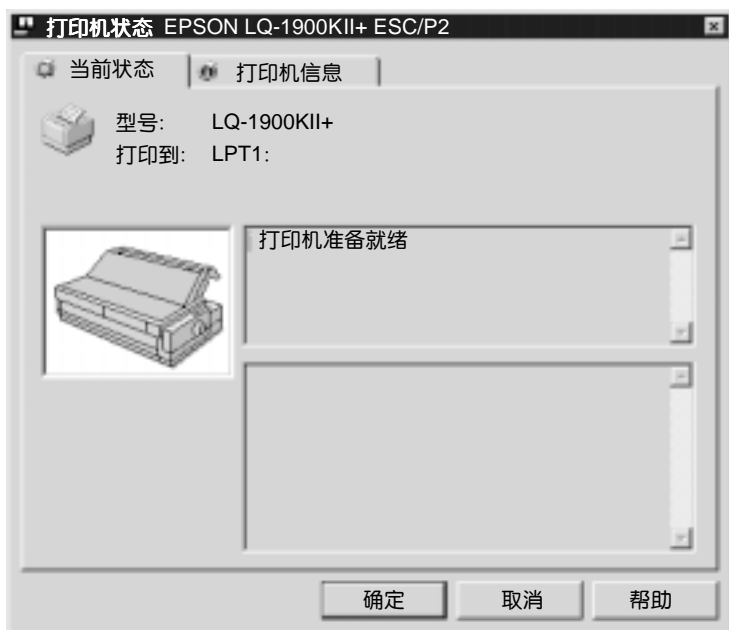 打印机状态 EPSON LQ-1900KII+ ESC/P2
当前状态 打印机信息
型号: LQ-1900KII+
打印到: LPT1:
打印机准备就绪
确定 取消 帮助